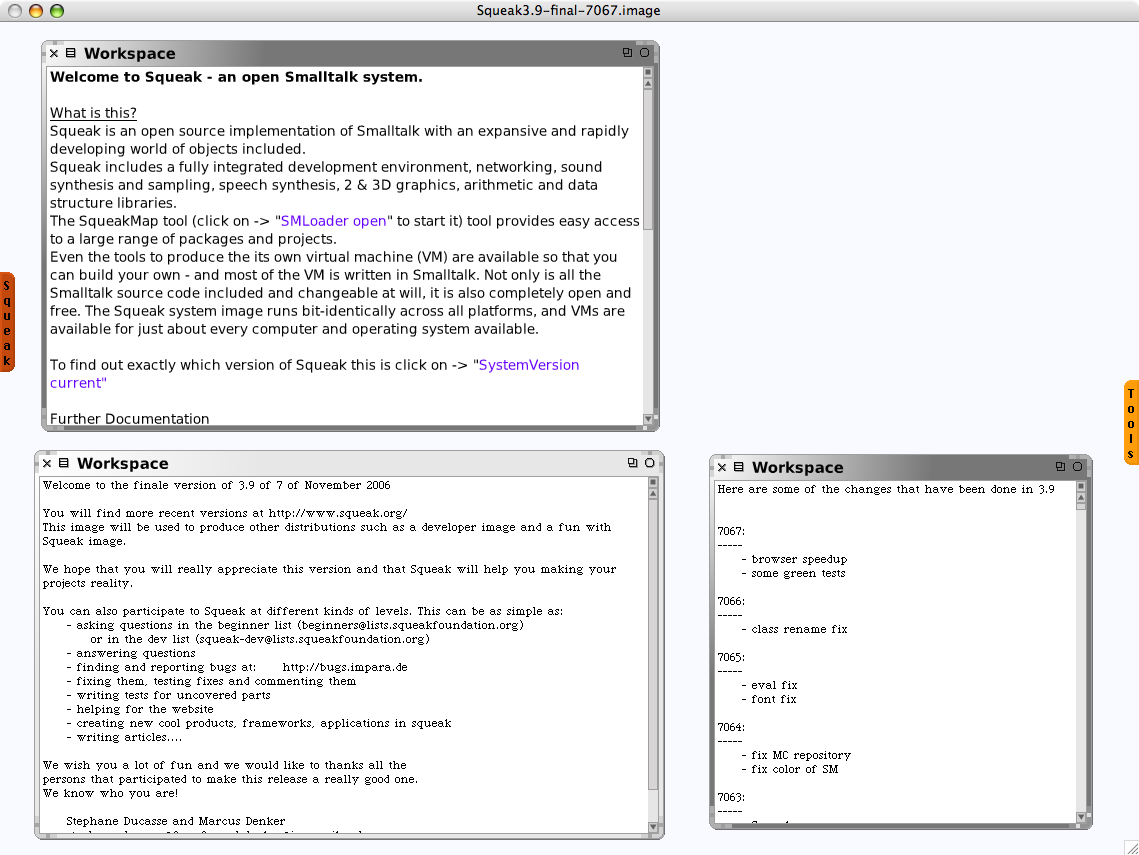 Squeak3.9-final-7067.image
Workspace
Welcome to Squeak - an open Smalltalk system.
What is this?
Squeak is an open source implementation of Smalltalk with an expansive and rapidly
developing world of objects included.
Squeak includes a fully integrated development environment, networking, sound
synthesis and sampling, speech synthesis, 2 & 3D graphics, arithmetic and data
structure libraries.
The SqueakMap tool (click on -> "SMLoader open" to start it) tool provides easy access
to a large range of packages and projects.
Even the tools to produce the its own virtual machine (VM) are available so that you
can build your own - and most of the VM is written in Smalltalk. Not only is all the
Smalltalk source code included and changeable at will, it is also completely open and
free. The Squeak system image runs bit-identically across all platforms, and VMs are
available for just about every computer and operating system available.
To find out exactly which version of Squeak this is click on -> "SystemVersion
current"
Further Documentation
Squeak
Tools
Workspace
Welcome to the finale version of 3.9 of 7 of November 2006
You will find more recent versions at http://www.squeak.org/
This image will be used to produce other distributions such as a developer image and a fun with
Squeak image.
We hope that you will really appreciate this version and that Squeak will help you making your
projects reality.
You can also participate to Squeak at different kinds of levels. This can be as simple as:
- asking questions in the beginner list (beginners@lists.squeakfoundation.org)
or in the dev list (squeak-dev@lists.squeakfoundation.org)
- answering questions
- finding and reporting bugs at: http://bugs.impara.de
- fixing them, testing fixes and commenting them
- writing tests for uncovered parts
- helping for the website
- creating new cool products, frameworks, applications in squeak
- writing articles....
We wish you a lot of fun and we would like to thanks all the
persons that participated to make this release a really good one.
We know who you are!
Stephane Ducasse and Marcus Denker
Workspace
Here are some of the changes that have been done in 3.9
7067:
-----
- browser speedup
- some green tests
7066:
-----
- class rename fix
7065:
-----
- eval fix
- font fix
7064:
-----
- fix MC repository
- fix color of SM
7063:
-----